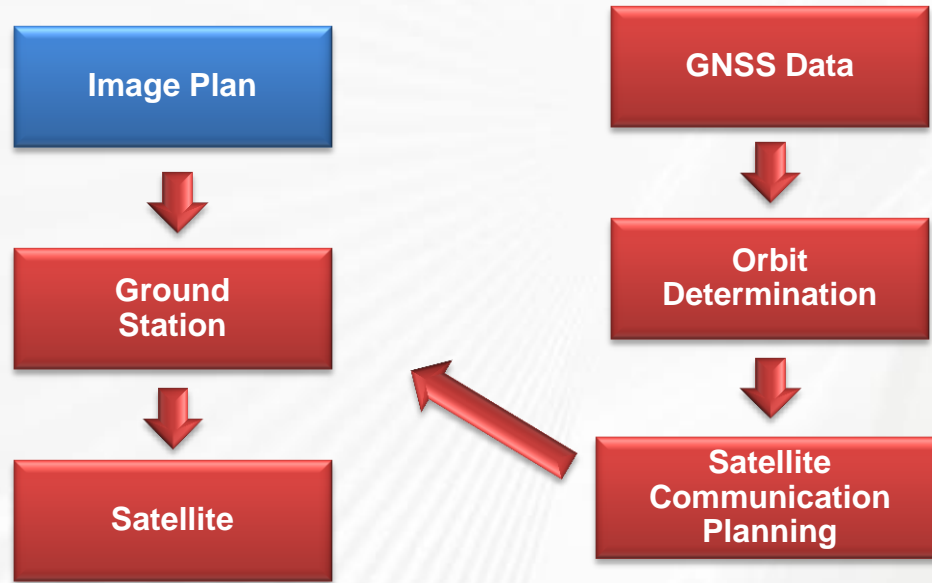 Image Plan
Ground
Station
Satellite
GNSS Data
Orbit
Determination
Satellite
Communication
Planning